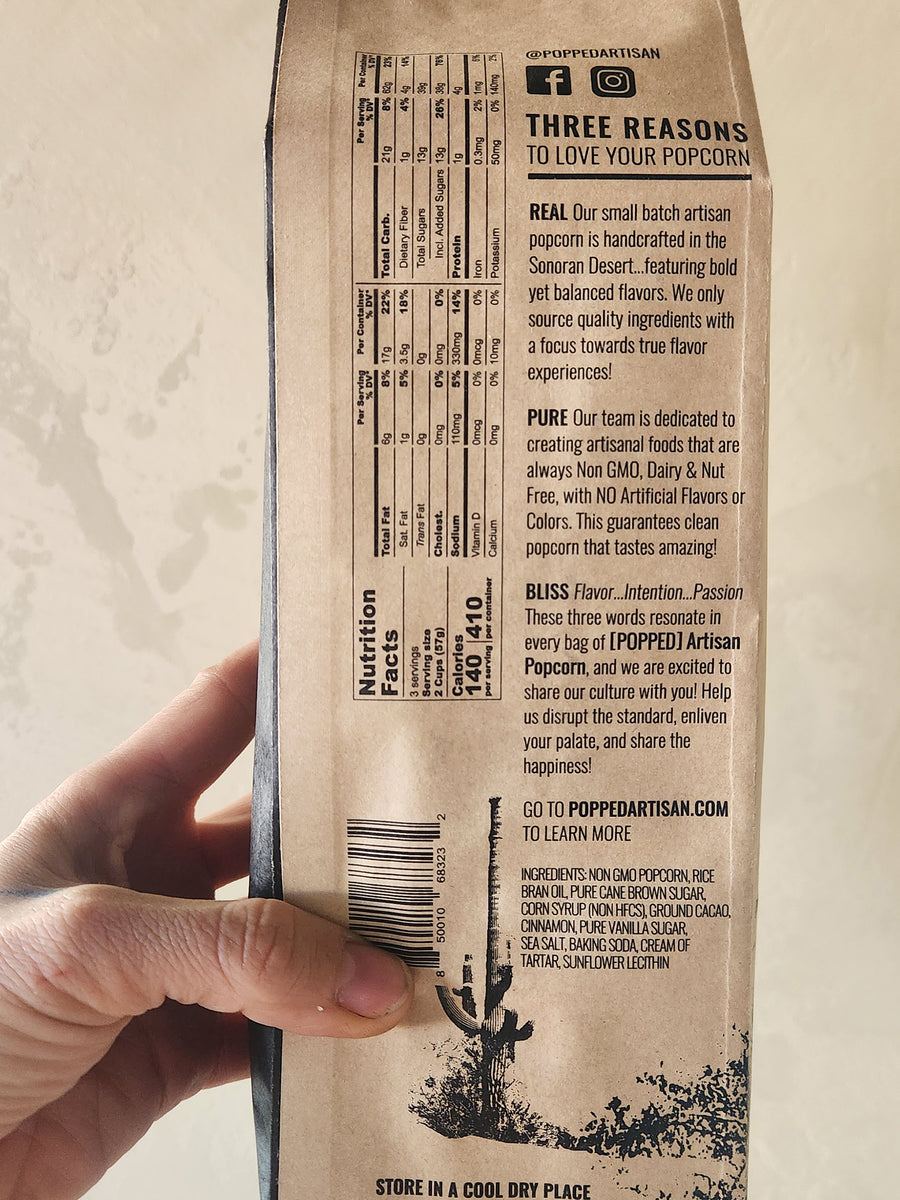 @POPPEDARTISAN
THREE REASONS
TO LOVE YOUR POPCORN
REAL Our small batch artisan
popcorn is handcrafted in the
Sonoran Desert...featuring bold
yet balanced flavors. We only
source quality ingredients with
a focus towards true flavor
experiences!
PURE Our team is dedicated to
creating artisanal foods that are
always Non GMO, Dairy & Nut
Free, with NO Artificial Flavors or
Colors. This guarantees clean
popcorn that tastes amazing!
BLISS Flavor...Intention...Passion
These three words resonate in
every bag of [POPPED] Artisan
Popcorn, and we are excited to
share our culture with you! Help
us disrupt the standard, enliven
your palate, and share the
happiness!
GO TO POPPEDARTISAN.COM
TO LEARN MORE
INGREDIENTS: NON GMO POPCORN, RICE
BRAN OIL, PURE CANE BROWN SUGAR,
CORN SYRUP (NON HFCS), GROUND CACAO,
CINNAMON, PURE VANILLA SUGAR,
SEA SALT, BAKING SODA, CREAM OF
TARTAR, SUNFLOWER LECITHIN
Nutrition
Facts
3 servings
Serving size
2 Cups (57g)
Calories
140 410
per serving per container
Per Serving % DV* Per Container % DV*
Total Fat 6g 8% 17g 22%
Sat. Fat 1g 5% 3.5g 18%
Trans Fat 0g 0g
Cholest. 0mg 0% 0mg 0%
Sodium 110mg 5% 330mg 14%
Vitamin D 0mcg 0% 0mcg 0%
Calcium 0mg 0% 10mg 0%
Per Serving % DV* Per Container % DV*
Total Carb. 21g 8% 62g 23%
Dietary Fiber 1g 4% 4g 14%
Total Sugars 13g 39g
Incl. Added Sugars 13g 26% 38g 76%
Protein 1g 4g
Iron 0.3mg 2% 1mg 6%
Potassium 50mg 0% 140mg 2%
8 50010 68323 2
STORE IN A COOL DRY PLACE